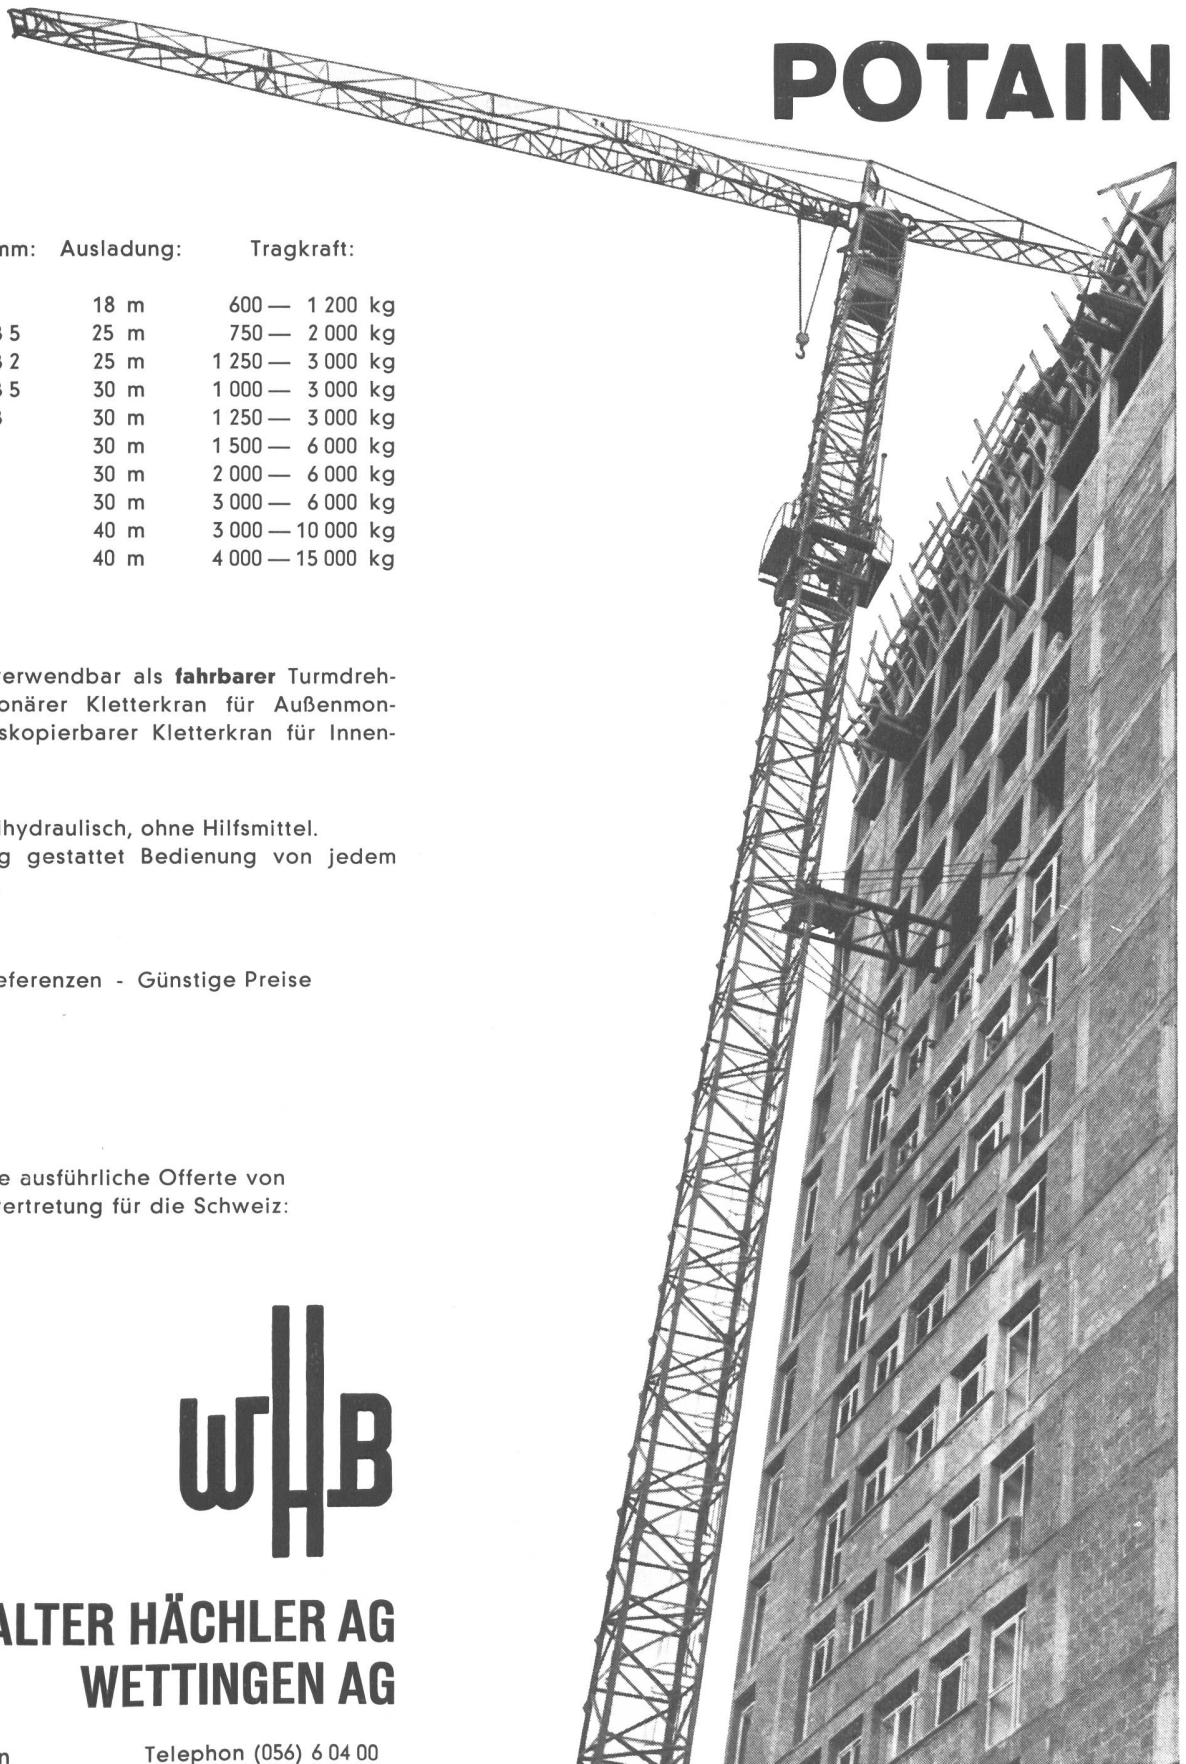 POTAIN
Ausladung: Tragkraft:
18 m 600 — 1 200 kg
5 25 m 750 — 2 000 kg
2 25 m 1 250 — 3 000 kg
5 30 m 1 000 — 3 000 kg
30 m 1 250 — 3 000 kg
30 m 1 500 — 6 000 kg
30 m 2 000 — 6 000 kg
30 m 3 000 — 6 000 kg
40 m 3 000 — 10 000 kg
40 m 4 000 — 15 000 kg
erwendbar als fahrbarer Turmdreh-
onärer Kletterkran für Außenmon-
skopierbarer Kletterkran für Innen-
hydraulisch, ohne Hilfsmittel.
g gestattet Bedienung von jedem
eferenzen - Günstige Preise
e ausführliche Offerte von
vertretung für die Schweiz:
WHB
ALTER HÄCHLER AG
WETTINGEN AG
n Telephon (056) 6 04 00